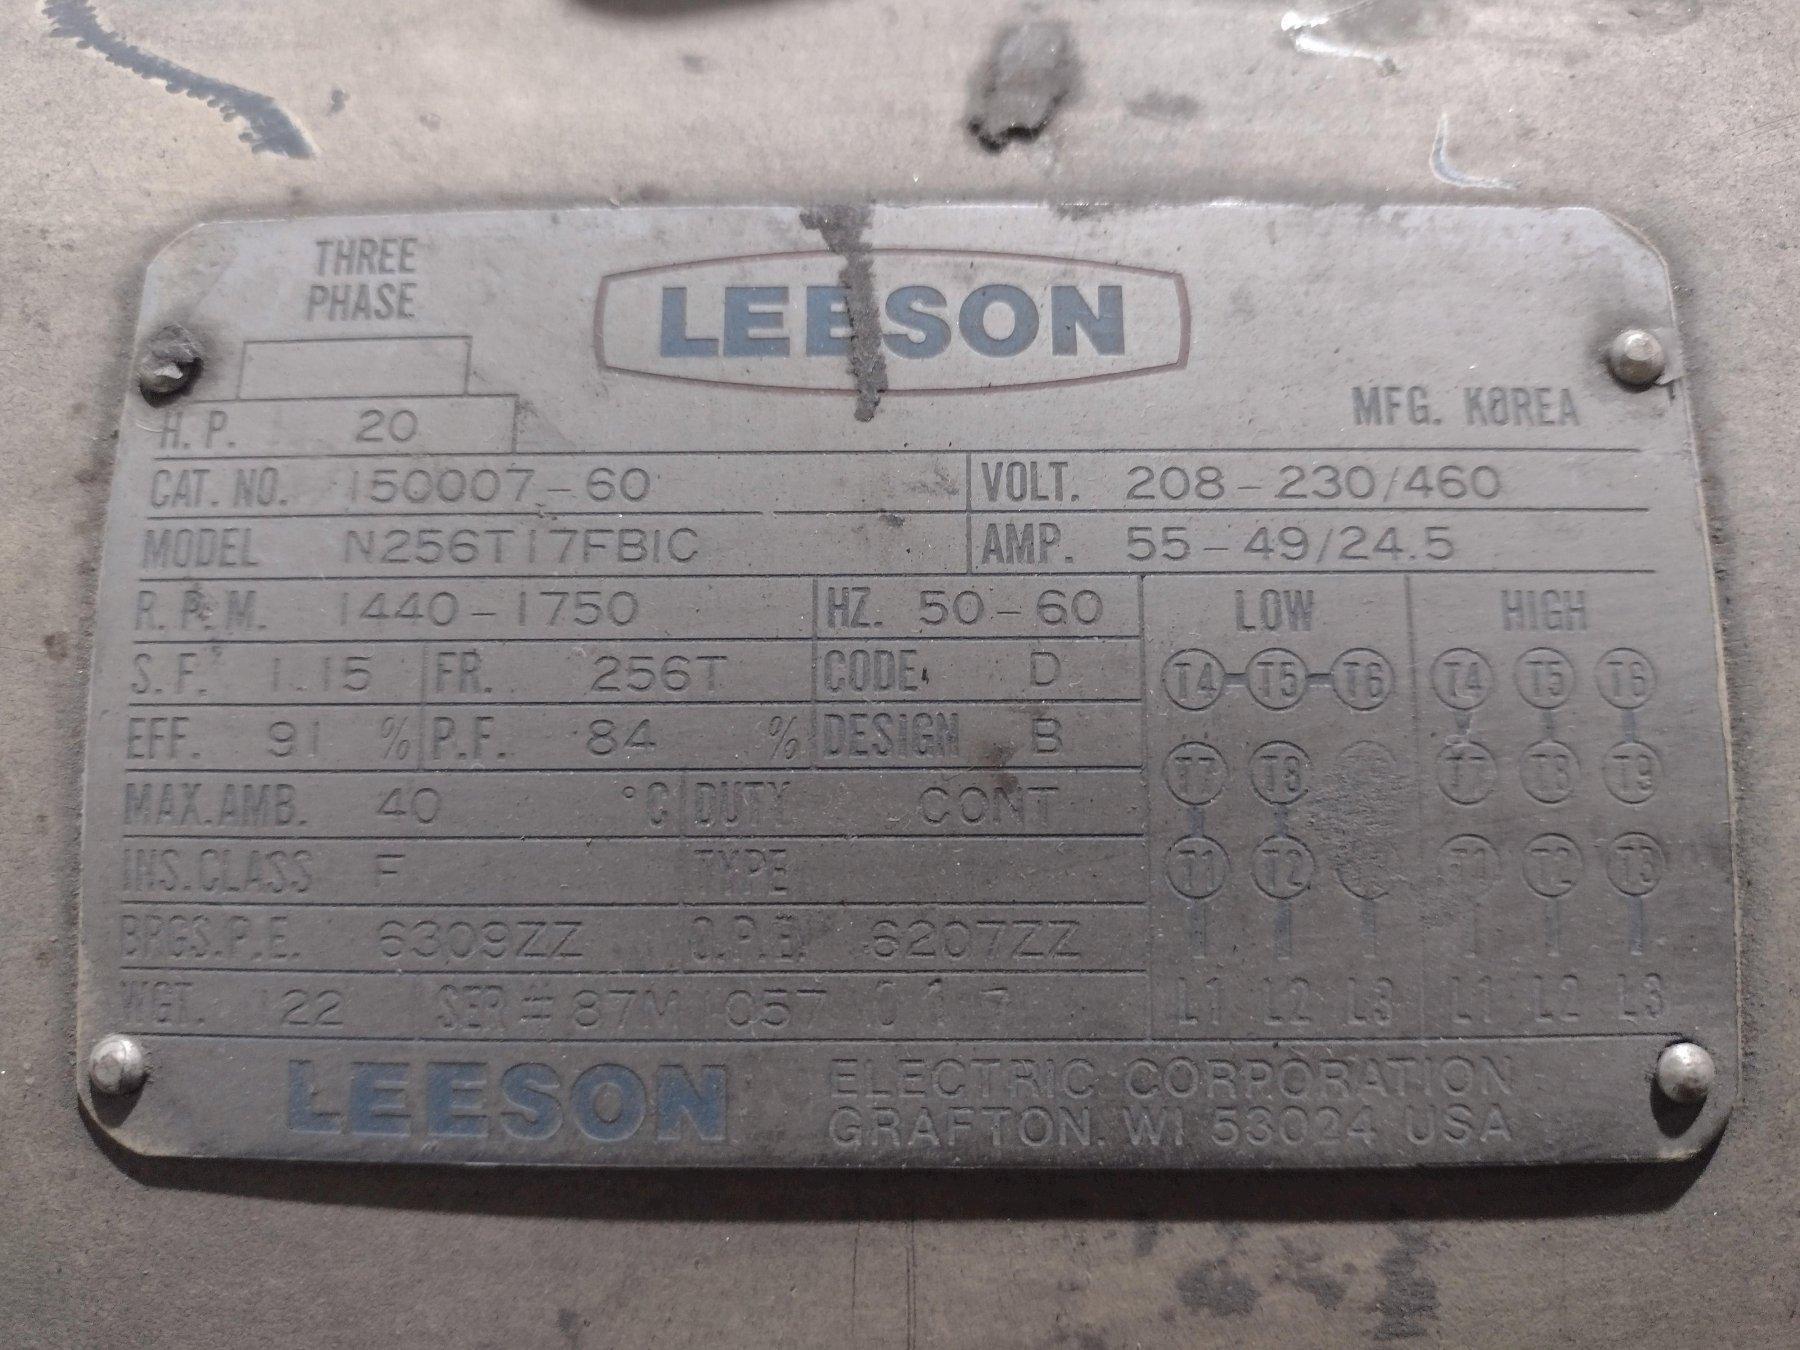 THREE
PHASE
LEESON
MFG. KOREA
H. P. 20
CAT. NO. 150007-60 VOLT. 208-230/460
MODEL N256T17FB1C AMP. 55-49/24.5
R. P. M. 1440-1750 HZ. 50-60 LOW HIGH
S. F. 1.15 FR. 256T CODE D T4 T5 T6 T4 T5 T6
EFF. 91 % P.F. 84 % DESIGN B T7 T8 T7 T8 T9
MAX. AMB. 40 °C DUTY CONT
INS. CLASS F TYPE T1 T2 T1 T2 T3
BRGS. P. E. 6309ZZ O.P.E. 6207ZZ
WGT. 122 SER # 87M 1057 L1 L2 L3 L1 L2 L3
LEESON ELECTRIC CORPORATION
GRAFTON. WI 53024 USA